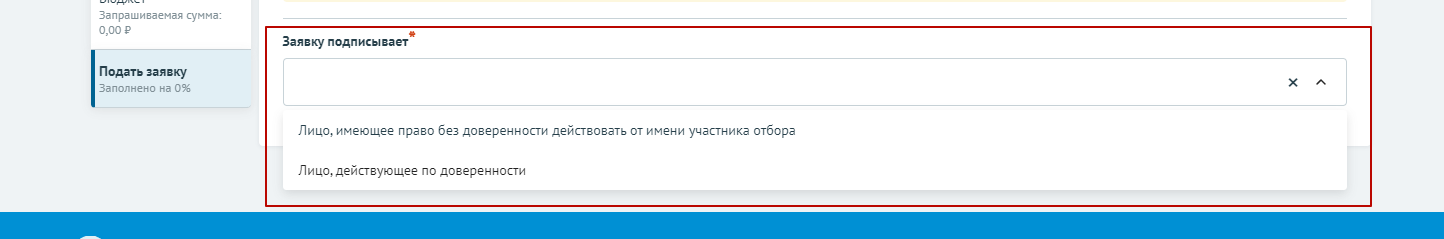 Бюджет
Запрашиваемая сумма:
0,00 ₽
Подать заявку
Заполнено на 0%
Заявку подписывает*
Лицо, имеющее право без доверенности действовать от имени участника отбора
Лицо, действующее по доверенности